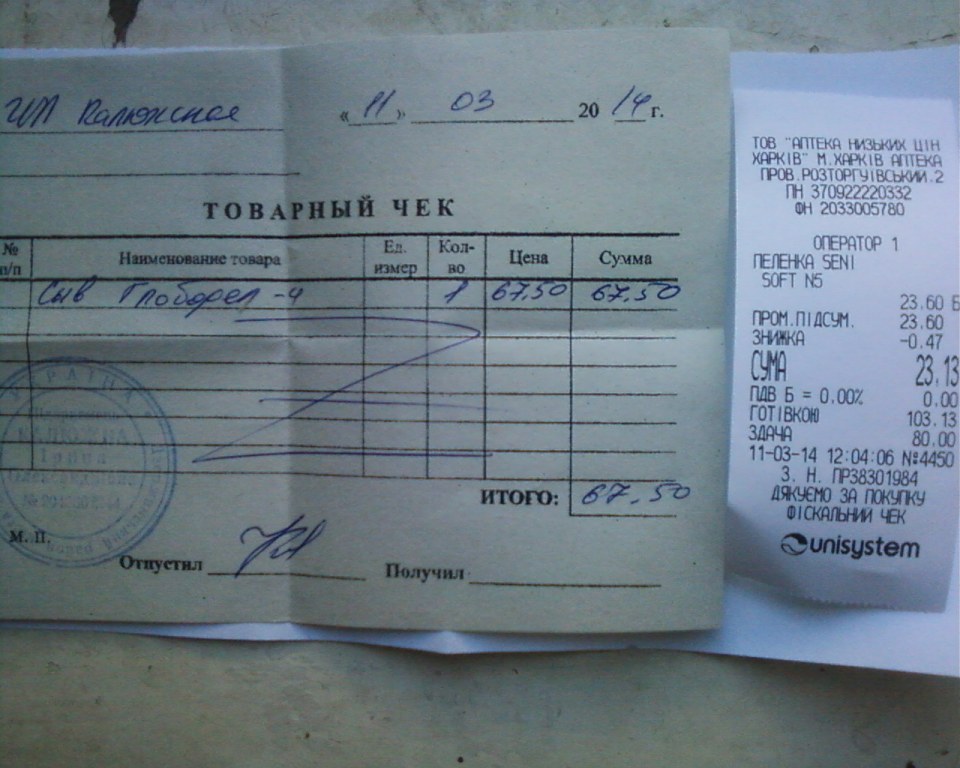 ЧП Калюжная
« 11 » 03 20 14 г.
ТОВАРНЫЙ ЧЕК
№ п/п Наименование товара Ед. измер Кол-во Цена Сумма
1 67.50 67.50
ИТОГО: 67.50
УКРАЇНА
М. П.
Отпустил
Получил
ТОВ "АПТЕКА НИЗЬКИХ ЦІН
ХАРКІВ" М.ХАРКІВ АПТЕКА
ПРОВ.РОЗТОРГУІВСЬКИЙ.2
ПН 370922220332
ФН 2033005780
ОПЕРАТОР 1
ПЕЛЕНКА SENI
SOFT N5
23.60 Б
ПРОМ.ПІДСУМ. 23.60
ЗНИЖКА -0.47
СУМА 23.13
ПДВ Б = 0.00% 0.00
ГОТІВКОЮ 103.13
ЗДАЧА 80.00
11-03-14 12:04:06 №4450
З. Н. ПР38301984
ДЯКУЄМО ЗА ПОКУПКУ
ФІСКАЛЬНИЙ ЧЕК
unisystem